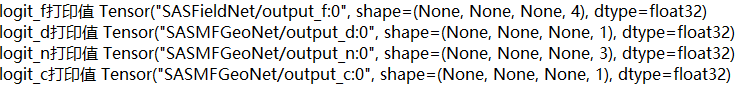 logit_f打印值 Tensor("SASFieldNet/output_f:0", shape=(None, None, None, 4), dtype=float32)
logit_d打印值 Tensor("SASMFGeoNet/output_d:0", shape=(None, None, None, 1), dtype=float32)
logit_n打印值 Tensor("SASMFGeoNet/output_n:0", shape=(None, None, None, 3), dtype=float32)
logit_c打印值 Tensor("SASMFGeoNet/output_c:0", shape=(None, None, None, 1), dtype=float32)